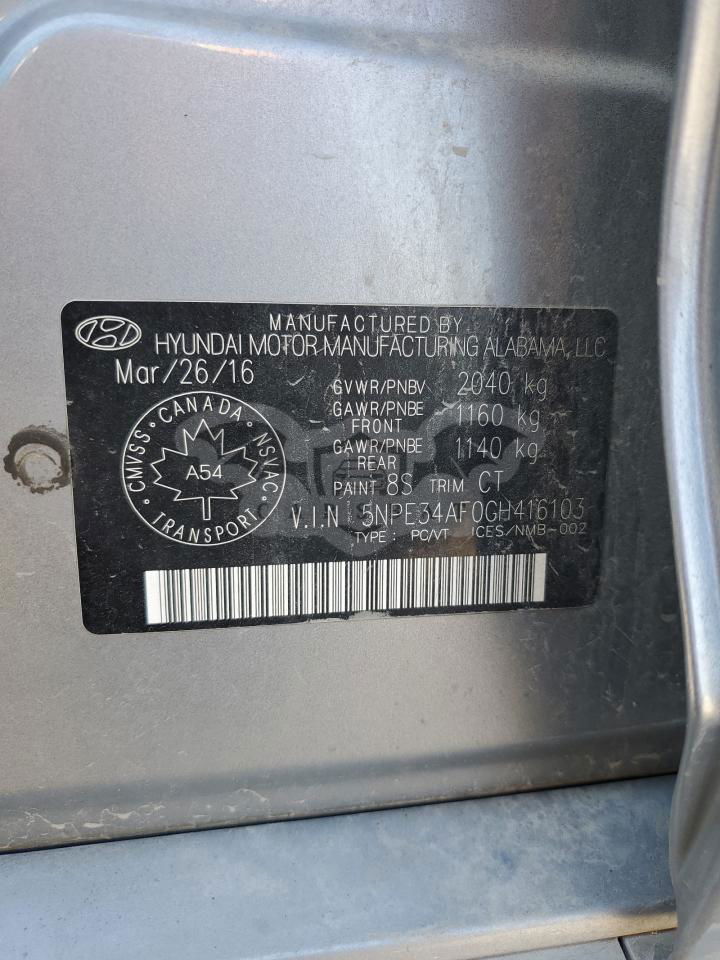 MANUFACTURED BY
HYUNDAI MOTOR MANUFACTURING ALABAMA, LLC
Mar/26/16
GVWR/PNBV 2040 kg
GAWR/PNBE FRONT 1160 kg
GAWR/PNBE REAR 1140 kg
PAINT 8S TRIM CT
V.I.N 5NPE34AF0GH416103
TYPE: PC/VT ICES/NMB-002
CMVSS · CANADA · NSVAC
A54
· TRANSPORT ·